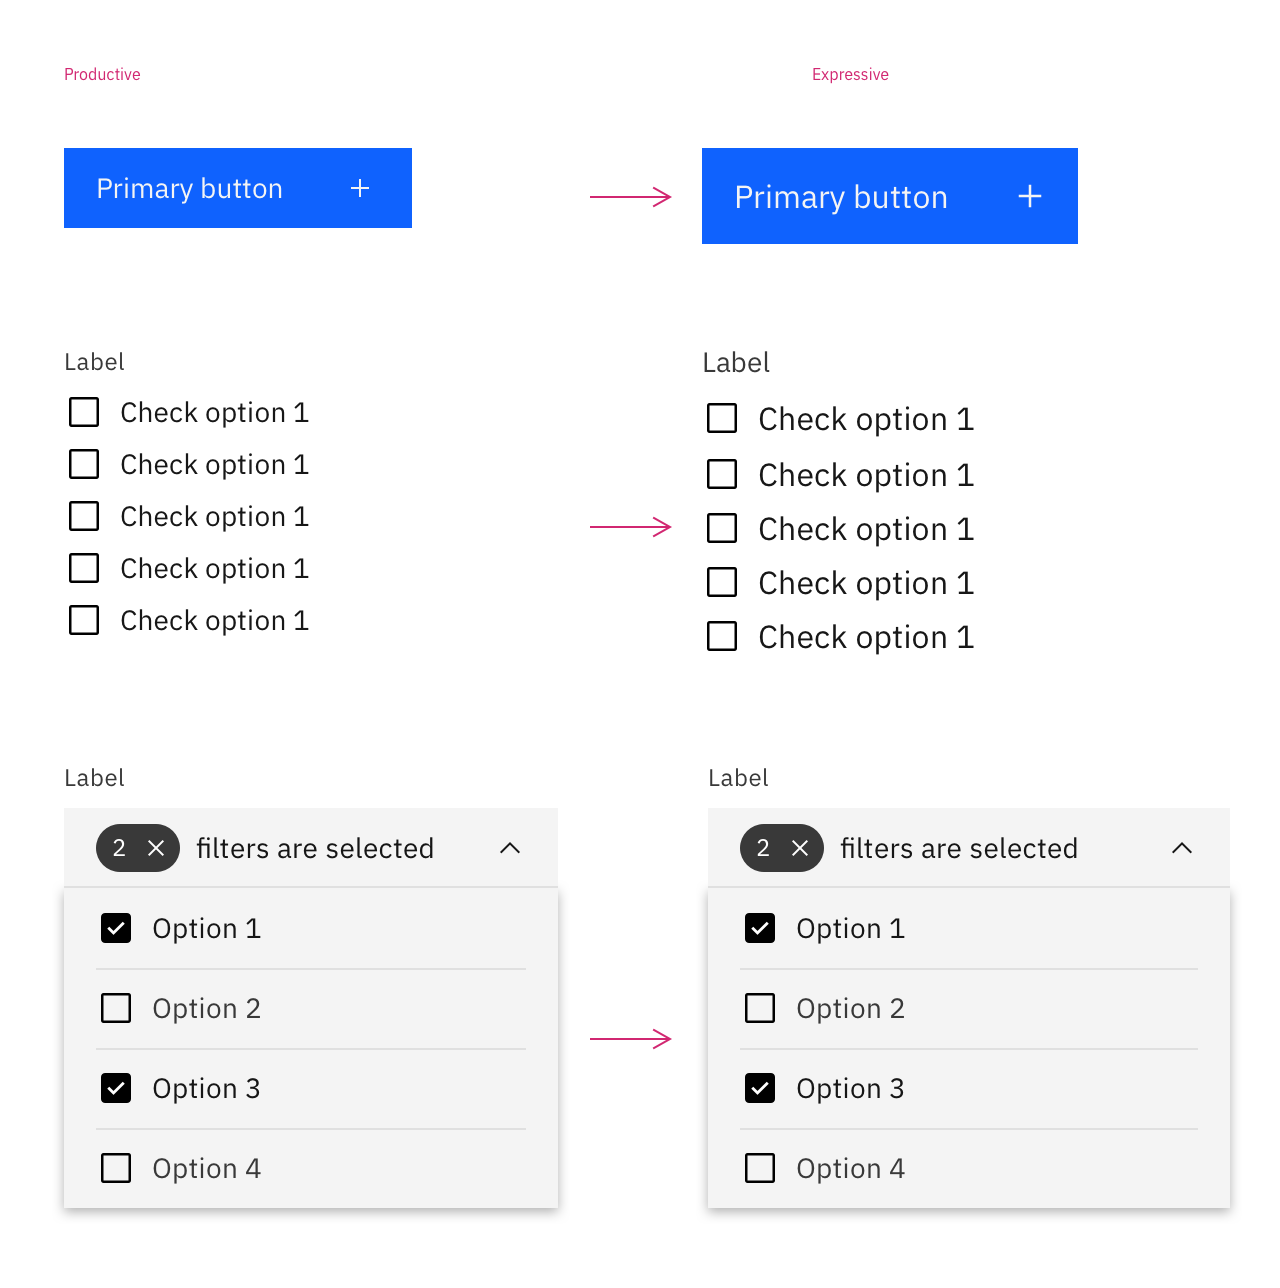 Productive
Expressive
Primary button
Primary button
Label
Check option 1
Check option 1
Check option 1
Check option 1
Check option 1
Label
Check option 1
Check option 1
Check option 1
Check option 1
Check option 1
Label
2 filters are selected
Option 1
Option 2
Option 3
Option 4
Label
2 filters are selected
Option 1
Option 2
Option 3
Option 4